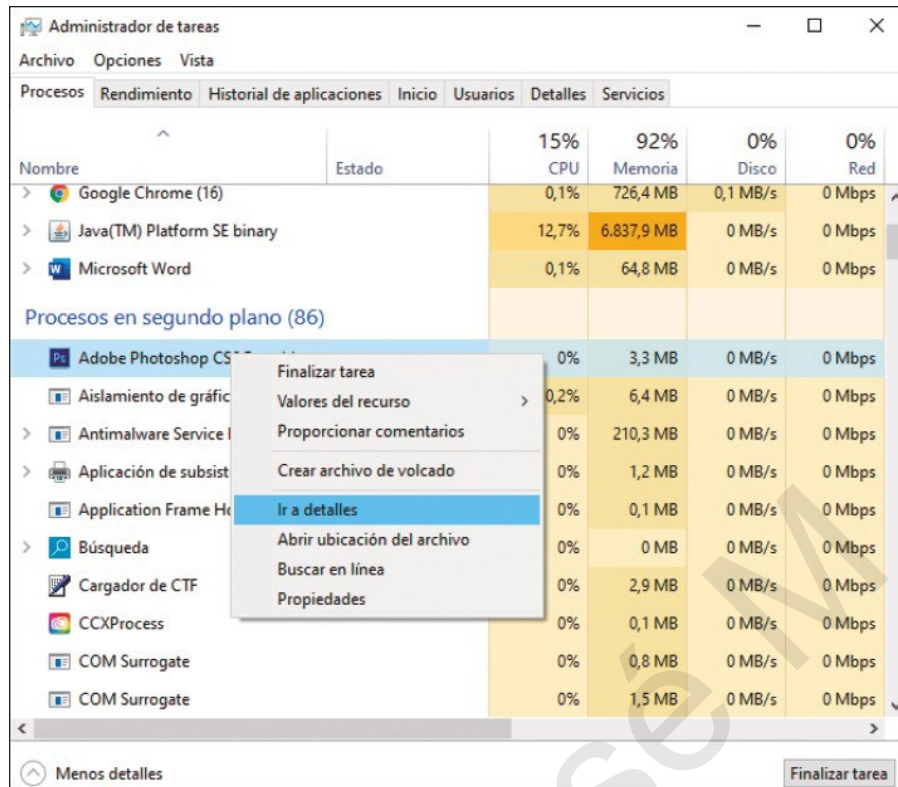 Administrador de tareas
Archivo Opciones Vista
Procesos Rendimiento Historial de aplicaciones Inicio Usuarios Detalles Servicios
15% 92% 0% 0%
Nombre Estado CPU Memoria Disco Red
Google Chrome (16) 0,1% 726,4 MB 0,1 MB/s 0 Mbps
Java(TM) Platform SE binary 12,7% 6.837,9 MB 0 MB/s 0 Mbps
Microsoft Word 0,1% 64,8 MB 0 MB/s 0 Mbps
Procesos en segundo plano (86)
Ps Adobe Photoshop 0% 3,3 MB 0 MB/s 0 Mbps
Finalizar tarea
Aislamiento de 0,2% 6,4 MB 0 MB/s 0 Mbps
Valores del recurso
Antimalware Service 0% 210,3 MB 0 MB/s 0 Mbps
Proporcionar comentarios
Aplicación de 0% 1,2 MB 0 MB/s 0 Mbps
Crear archivo de volcado
Application Frame 0% 0,1 MB 0 MB/s 0 Mbps
Ir a detalles
Búsqueda 0% 0 MB 0 MB/s 0 Mbps
Abrir ubicación del archivo
Buscar en línea
Cargador de CTF 0% 2,9 MB 0 MB/s 0 Mbps
Propiedades
CCXProcess 0% 0,1 MB 0 MB/s 0 Mbps
COM Surrogate 0% 0,8 MB 0 MB/s 0 Mbps
COM Surrogate 0% 1,5 MB 0 MB/s 0 Mbps
Menos detalles Finalizar tarea
sé M